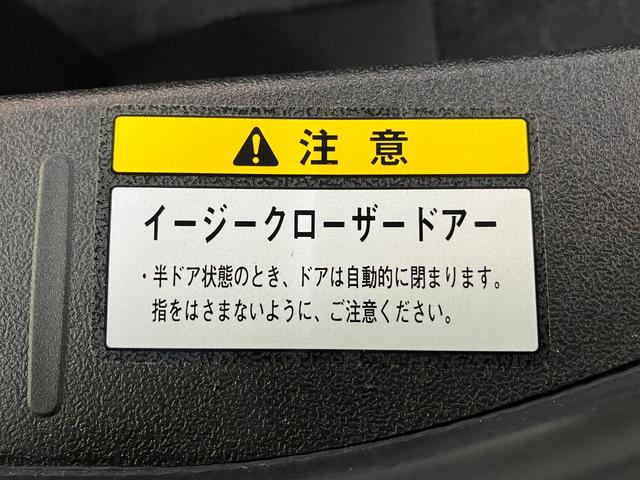 注意
イージークローザードアー
・半ドア状態のとき、ドアは自動的に閉まります。
指をはさまないように、ご注意ください。